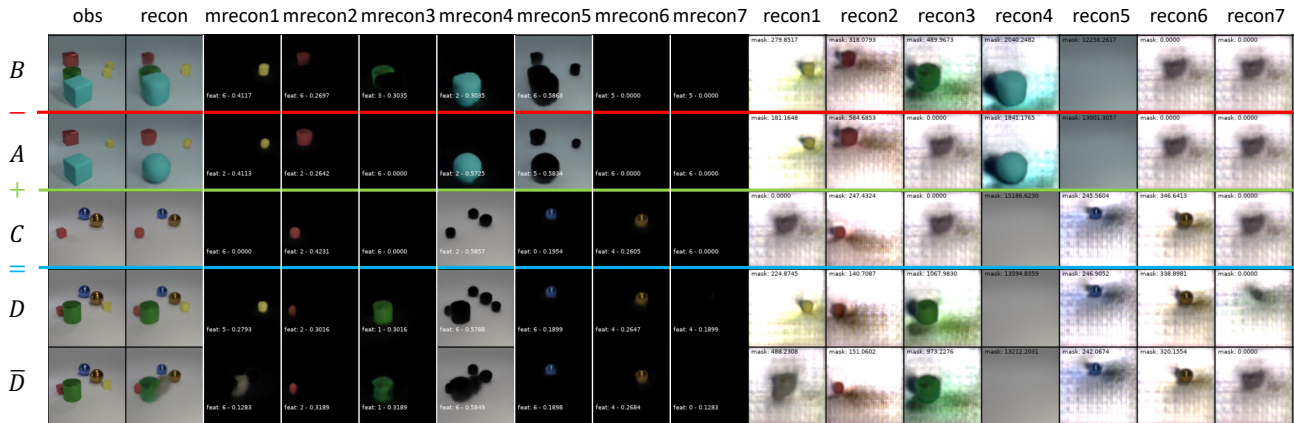 obs recon mrecon1 mrecon2 mrecon3 mrecon4 mrecon5 mrecon6 mrecon7 recon1 recon2 recon3 recon4 recon5 recon6 recon7
mask: 279.8517 mask: 318.0793 mask: 489.9673 mask: 2040.2482 mask: 12258.2617 mask: 0.0000 mask: 0.0000
B
feat: 6 - 0.4117 feat: 6 - 0.2697 feat: 3 - 0.3035 feat: 2 - 0.3035 feat: 6 - 0.5863 feat: 5 - 0.0000 feat: 5 - 0.0000
−
mask: 181.1648 mask: 584.6853 mask: 0.0000 mask: 1841.1765 mask: 13001.3057 mask: 0.0000 mask: 0.0000
A
feat: 2 - 0.4113 feat: 2 - 0.2642 feat: 6 - 0.0000 feat: 2 - 0.5725 feat: 5 - 0.5834 feat: 6 - 0.0000 feat: 6 - 0.0000
+
mask: 0.0000 mask: 247.4324 mask: 0.0000 mask: 15186.6230 mask: 245.5604 mask: 346.6413 mask: 0.0000
C
feat: 6 - 0.0000 feat: 2 - 0.4231 feat: 6 - 0.0000 feat: 2 - 0.5857 feat: 0 - 0.1954 feat: 4 - 0.2605 feat: 6 - 0.0000
=
mask: 224.8745 mask: 140.7087 mask: 1067.9830 mask: 13594.8359 mask: 246.9052 mask: 338.8981 mask: 0.0000
D
feat: 5 - 0.2793 feat: 2 - 0.3016 feat: 1 - 0.3016 feat: 6 - 0.5788 feat: 6 - 0.1899 feat: 4 - 0.2647 feat: 4 - 0.1899
mask: 488.2308 mask: 151.0602 mask: 973.2276 mask: 13212.2031 mask: 242.0674 mask: 320.1554 mask: 0.0000
D̅
feat: 6 - 0.1283 feat: 2 - 0.3189 feat: 1 - 0.3189 feat: 6 - 0.5849 feat: 6 - 0.1898 feat: 4 - 0.2684 feat: 0 - 0.1283